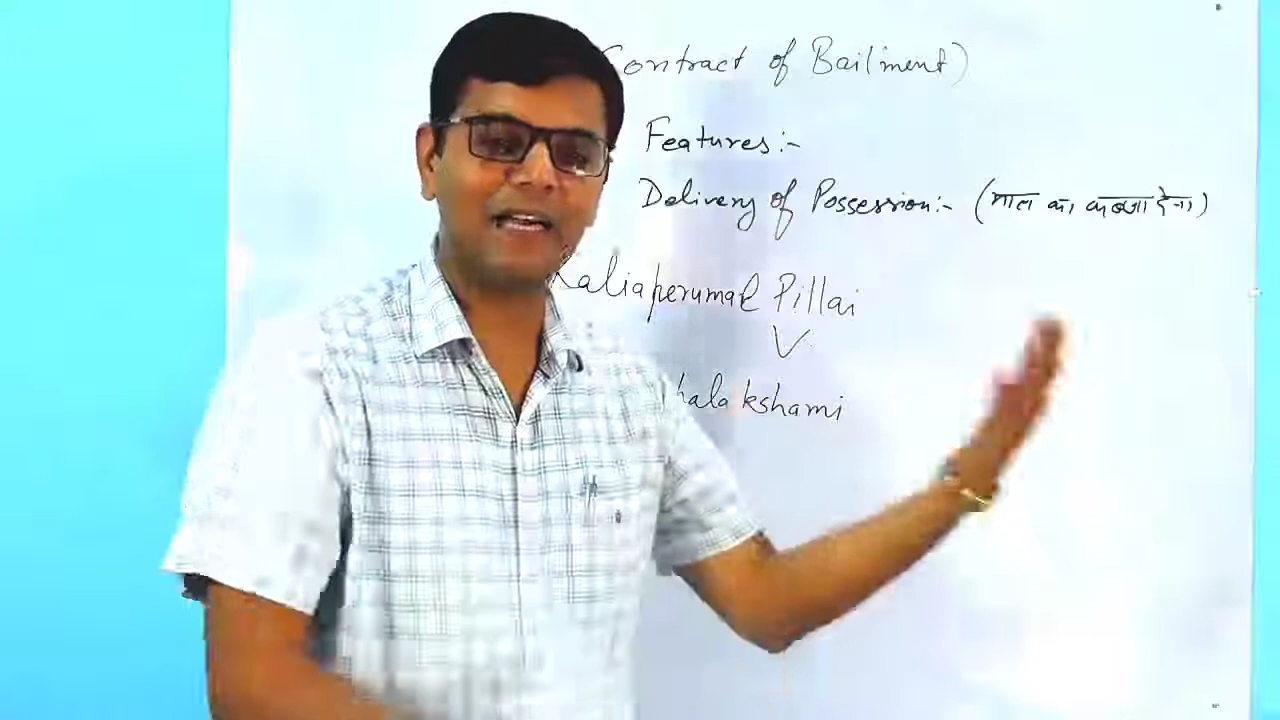 Contract of Bailment)
Features:-
Delivery of Possession:- (माल का कब्जा देना)
Kaliaperumal Pillai
V
halakshami